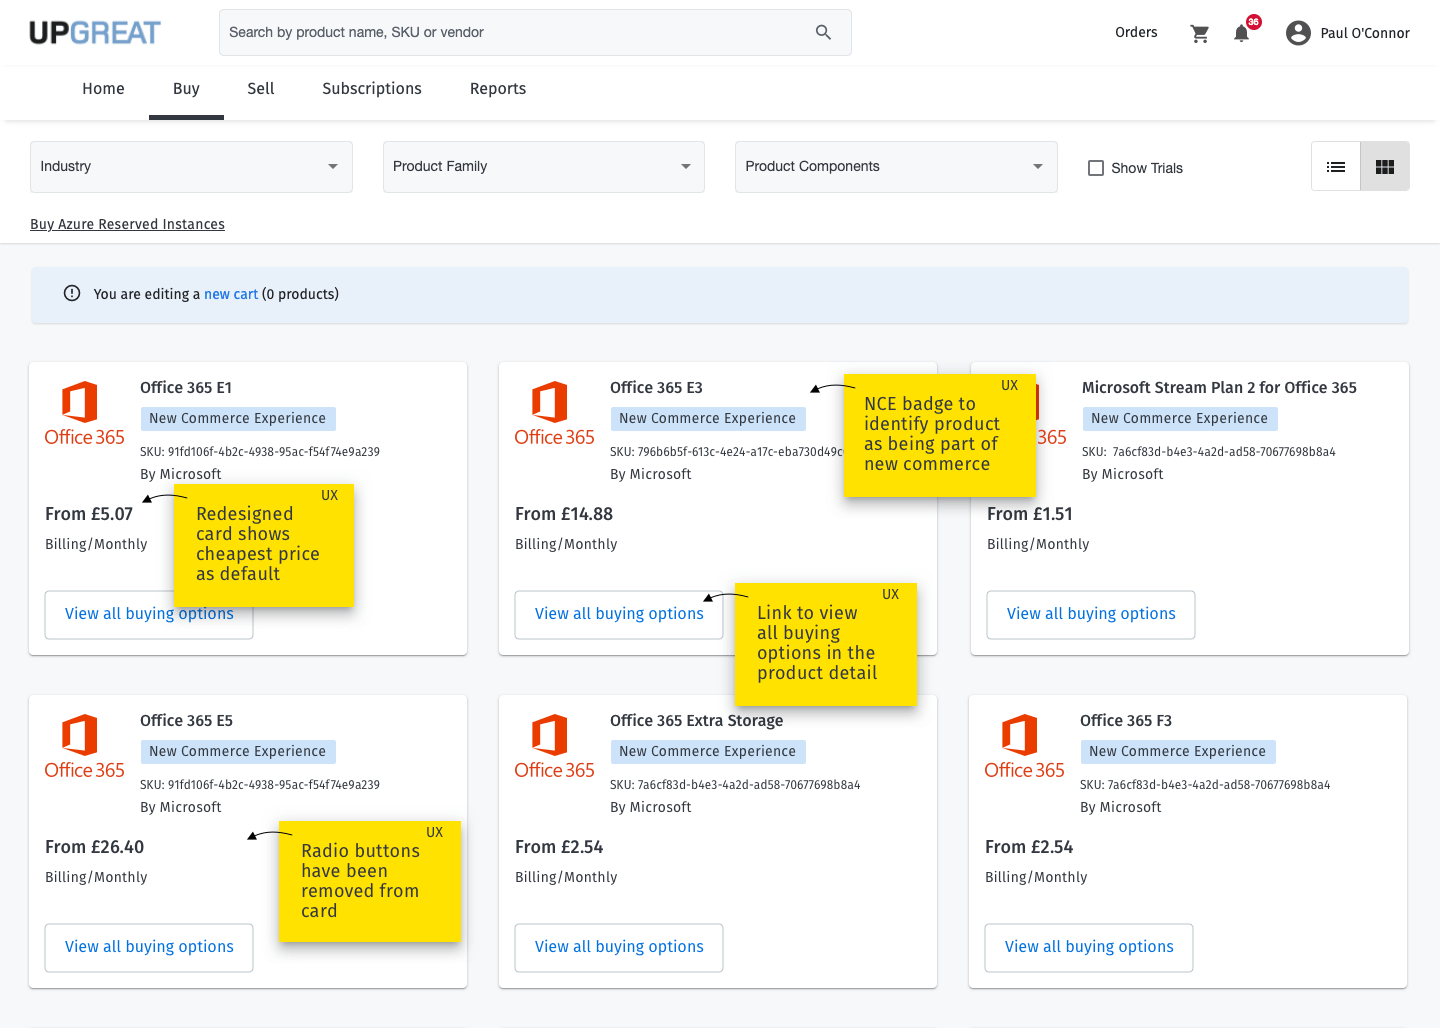 UPGREAT
Search by product name, SKU or vendor
Orders
36
Paul O'Connor
Home
Buy
Sell
Subscriptions
Reports
Industry
Product Family
Product Components
Show Trials
Buy Azure Reserved Instances
You are editing a new cart (0 products)
Office 365
Office 365 E1
New Commerce Experience
SKU: 91fd106f-4b2c-4938-95ac-f54f74e9a239
By Microsoft
From £5.07
Billing/Monthly
View all buying options
UX
Redesigned
card shows
cheapest price
as default
Office 365
Office 365 E3
New Commerce Experience
SKU: 796b6b5f-613c-4e24-a17c-eba730d49c
By Microsoft
From £14.88
Billing/Monthly
View all buying options
UX
NCE badge to
identify product
as being part of
new commerce
UX
Link to view
all buying
options in the
product detail
365
Microsoft Stream Plan 2 for Office 365
New Commerce Experience
SKU: 7a6cf83d-b4e3-4a2d-ad58-70677698b8a4
By Microsoft
From £1.51
Billing/Monthly
View all buying options
Office 365
Office 365 E5
New Commerce Experience
SKU: 91fd106f-4b2c-4938-95ac-f54f74e9a239
By Microsoft
From £26.40
Billing/Monthly
View all buying options
UX
Radio buttons
have been
removed from
card
Office 365
Office 365 Extra Storage
New Commerce Experience
SKU: 7a6cf83d-b4e3-4a2d-ad58-70677698b8a4
By Microsoft
From £2.54
Billing/Monthly
View all buying options
Office 365
Office 365 F3
New Commerce Experience
SKU: 7a6cf83d-b4e3-4a2d-ad58-70677698b8a4
By Microsoft
From £2.54
Billing/Monthly
View all buying options